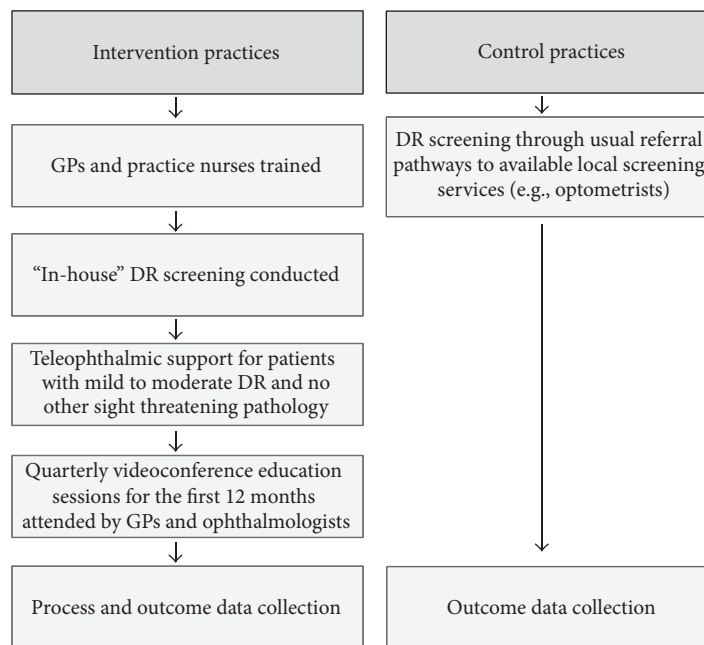 Intervention practices
GPs and practice nurses trained
“In-house” DR screening conducted
Teleophthalmic support for patients
with mild to moderate DR and no
other sight threatening pathology
Quarterly videoconference education
sessions for the first 12 months
attended by GPs and ophthalmologists
Process and outcome data collection
Control practices
DR screening through usual referral
pathways to available local screening
services (e.g., optometrists)
Outcome data collection